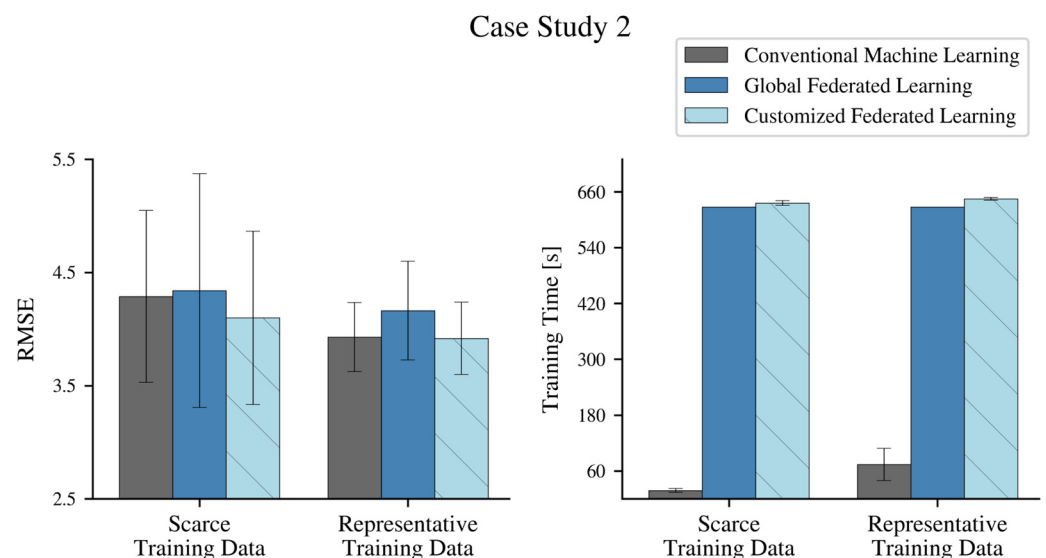 Case Study 2
Conventional Machine Learning
Global Federated Learning
Customized Federated Learning
RMSE
5.5
4.5
3.5
2.5
Scarce
Training Data
Representative
Training Data
Training Time [s]
660
540
420
300
180
60
Scarce
Training Data
Representative
Training Data